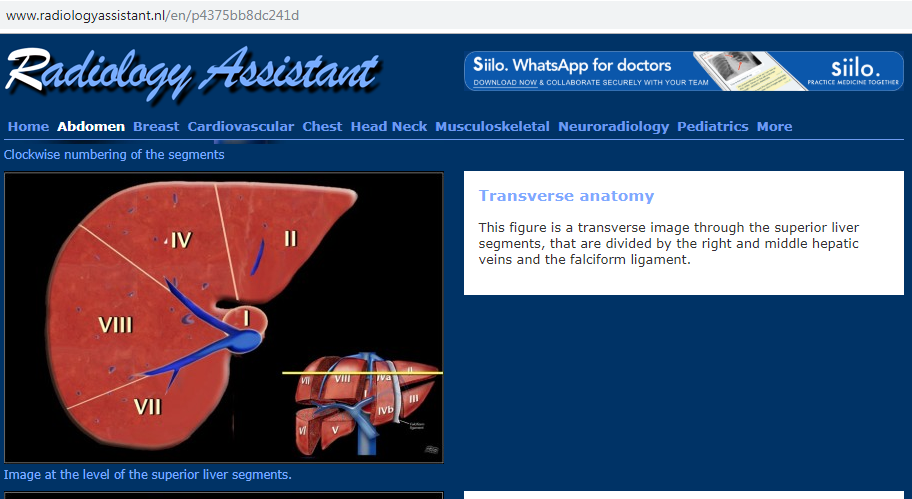 www.radiologyassistant.nl/en/p4375bb8dc241d
Radiology Assistant
Siilo. WhatsApp for doctors
DOWNLOAD NOW & COLLABORATE SECURELY WITH YOUR TEAM
siilo.
PRACTICE MEDICINE TOGETHER
Home Abdomen Breast Cardiovascular Chest Head Neck Musculoskeletal Neuroradiology Pediatrics More
Clockwise numbering of the segments
IV
II
I
VIII
VII
VII
VIII
IVa
II
I
III
VI
V
IVb
Transverse anatomy
This figure is a transverse image through the superior liver
segments, that are divided by the right and middle hepatic
veins and the falciform ligament.
Image at the level of the superior liver segments.